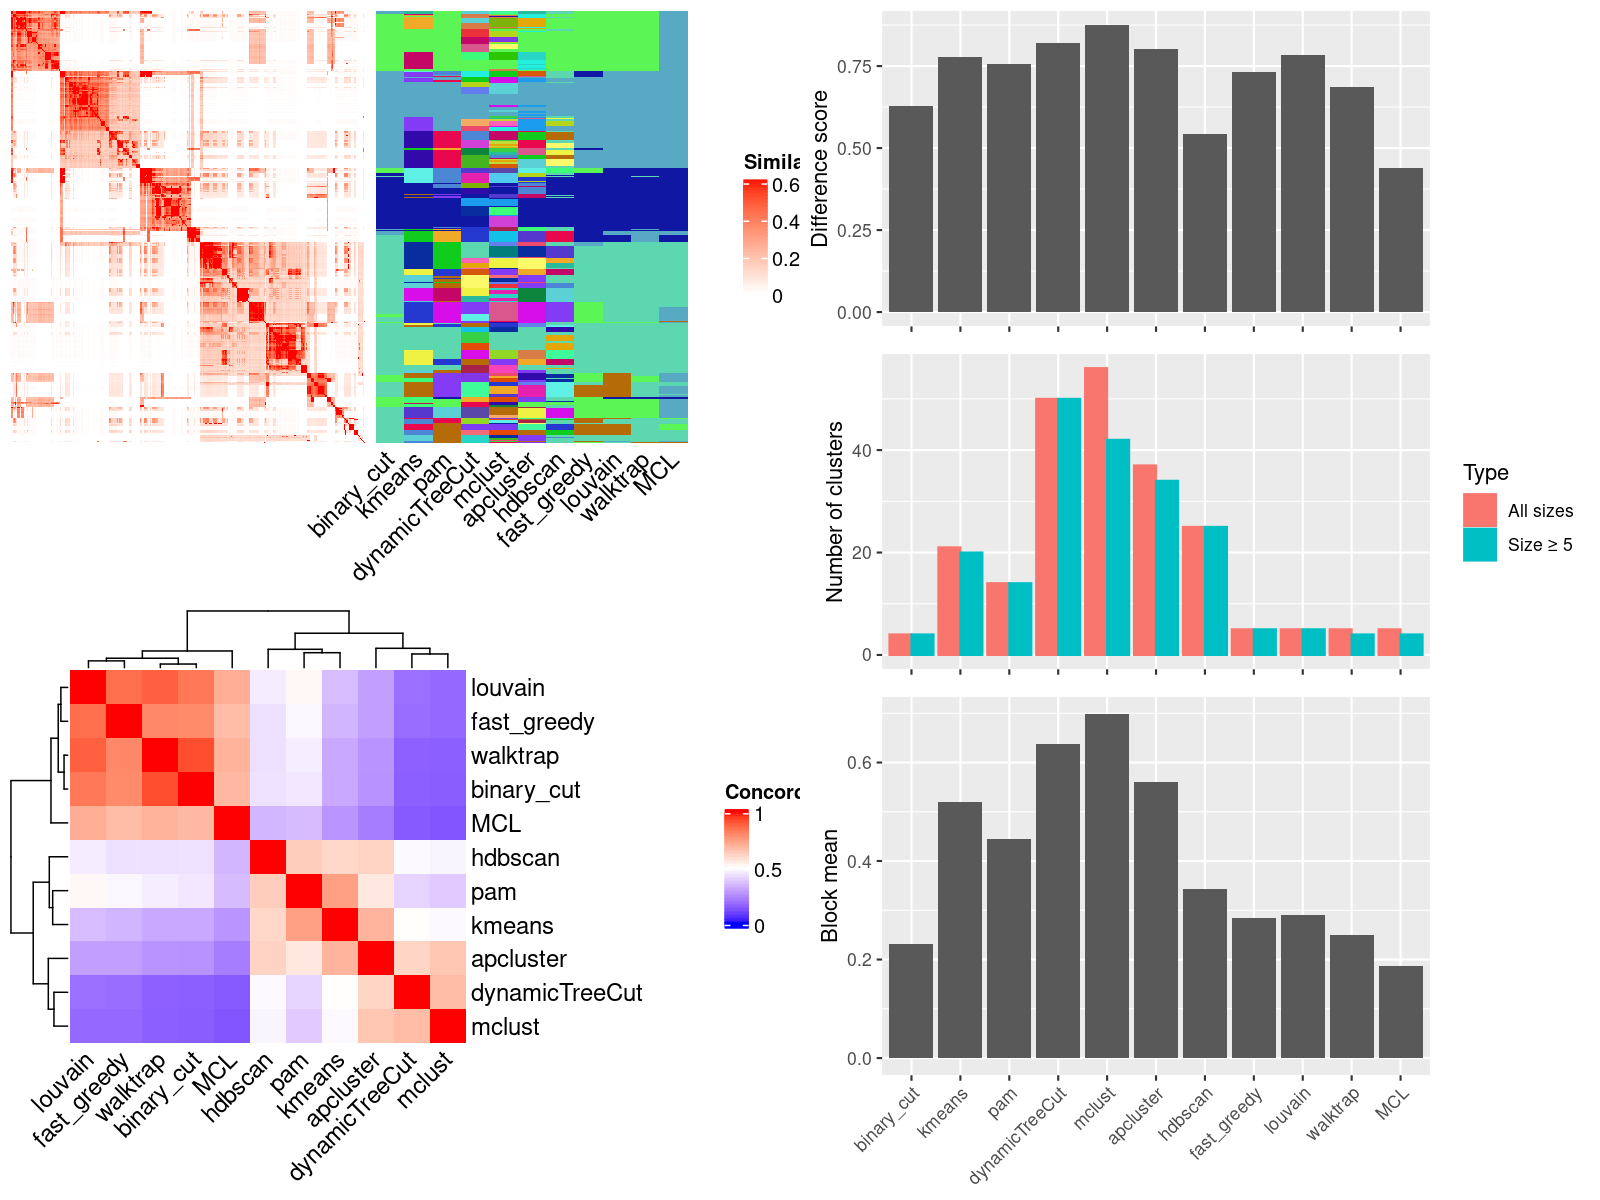 Simila
0.6
0.4
0.2
0
binary_cut
kmeans
pam
dynamicTreeCut
mclust
apcluster
hdbscan
fast_greedy
louvain
walktrap
MCL
Difference score
0.75
0.50
0.25
0.00
Number of clusters
40
20
0
Type
All sizes
Size ≥ 5
louvain
fast_greedy
walktrap
binary_cut
MCL
hdbscan
pam
kmeans
apcluster
dynamicTreeCut
mclust
louvain
fast_greedy
walktrap
binary_cut
MCL
hdbscan
pam
kmeans
apcluster
dynamicTreeCut
mclust
Concord
1
0.5
0
Block mean
0.6
0.4
0.2
0.0
binary_cut
kmeans
pam
dynamicTreeCut
mclust
apcluster
hdbscan
fast_greedy
louvain
walktrap
MCL